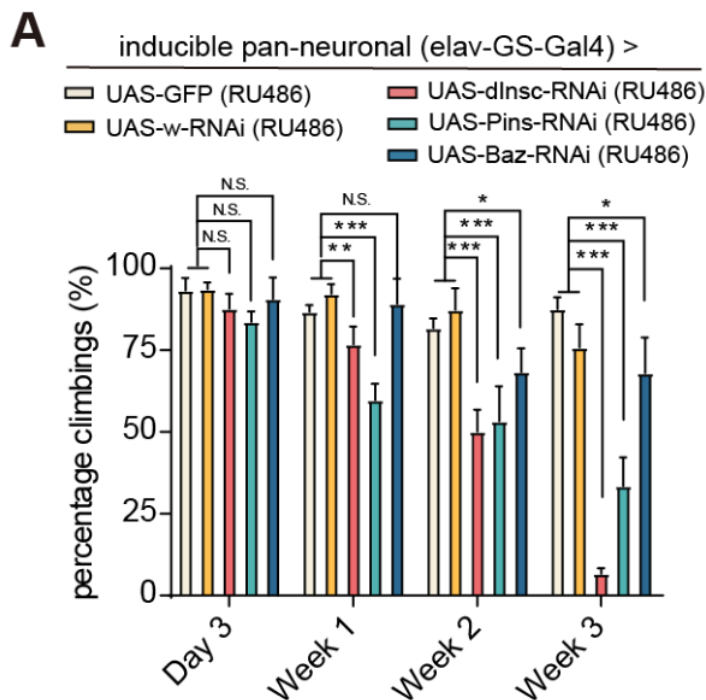 A
inducible pan-neuronal (elav-GS-Gal4) >
UAS-GFP (RU486)
UAS-w-RNAi (RU486)
UAS-dInsc-RNAi (RU486)
UAS-Pins-RNAi (RU486)
UAS-Baz-RNAi (RU486)
percentage climbings (%)
100
75
50
25
0
N.S.
N.S.
N.S.
N.S.
***
**
*
***
***
*
***
***
Day 3
Week 1
Week 2
Week 3